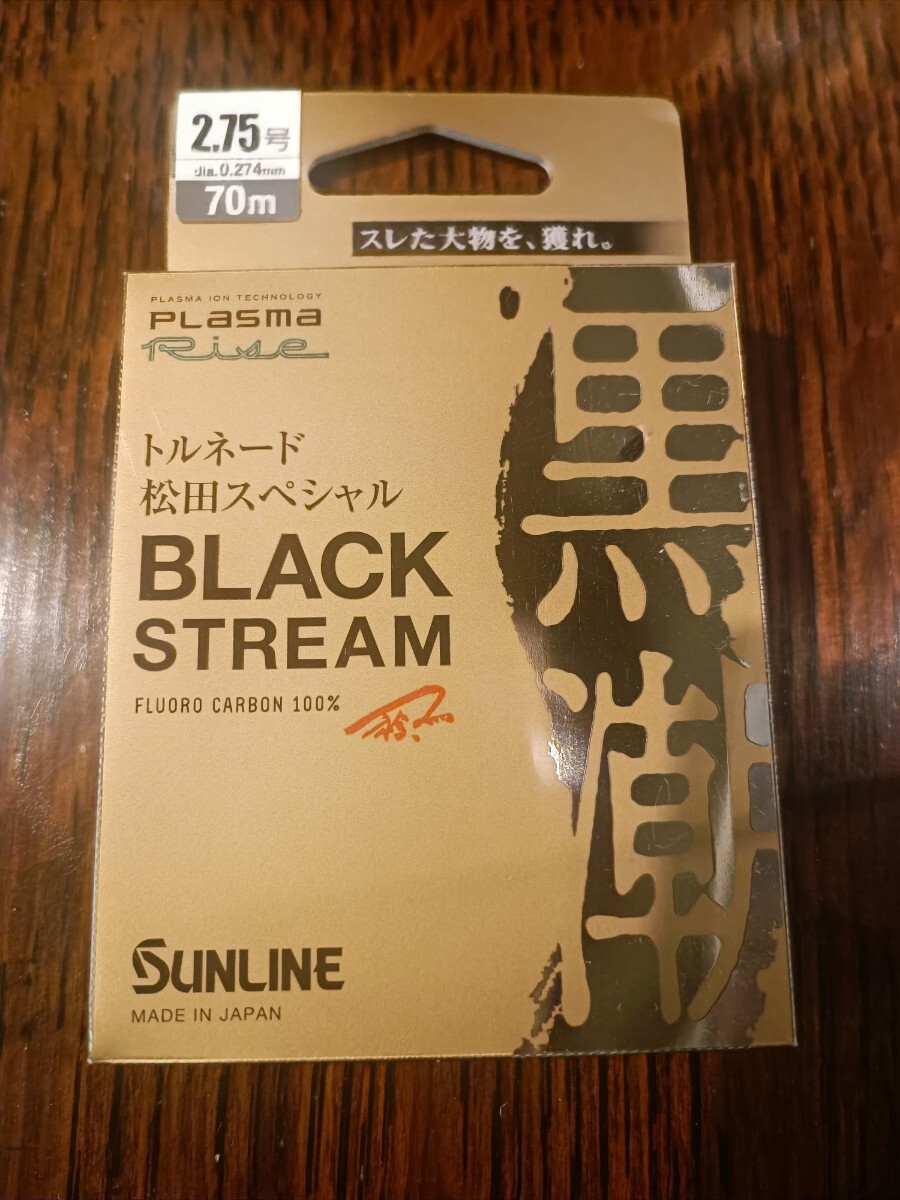 2.75号
dia.0.274mm
70m
スレた大物を、獲れ。
PLASMA ION TECHNOLOGY
PLasma
Rise
トルネード
松田スペシャル
BLACK
STREAM
FLUORO CARBON 100%
黒潮
SUNLINE
MADE IN JAPAN